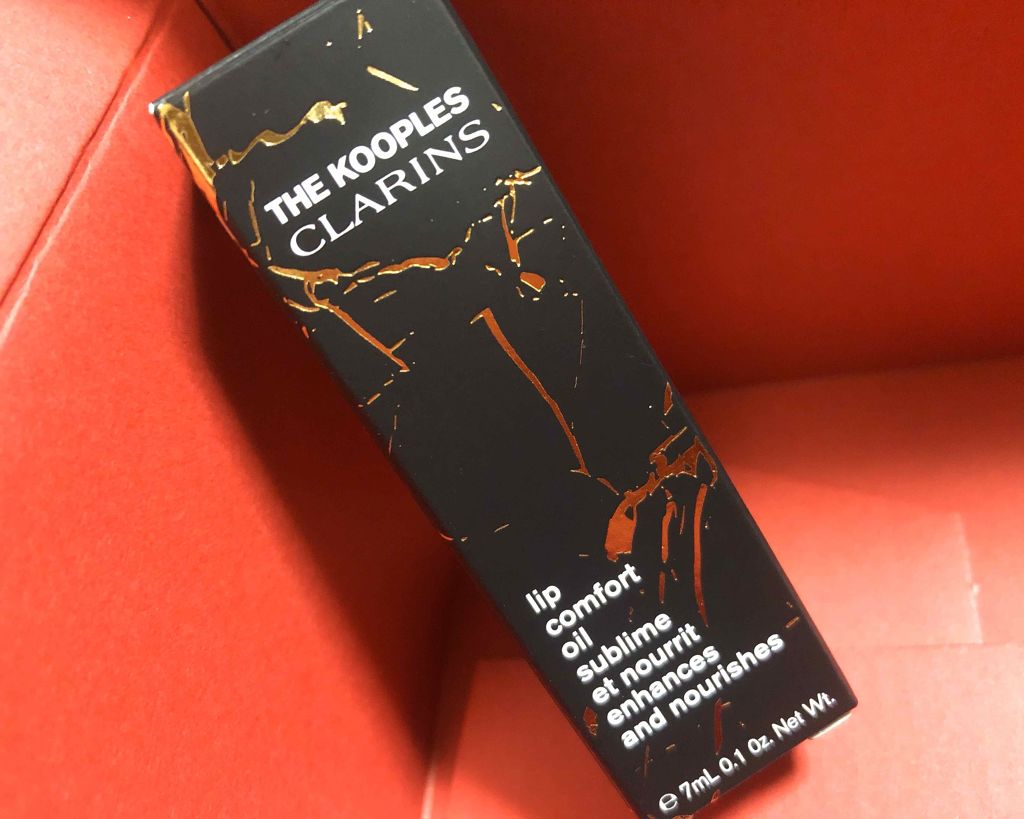 THE KOOPLES
CLARINS
lip
comfort
oil
sublime
et nourrit
enhances
and nourishes
℮ 7mL 0.1 Oz. Net Wt.